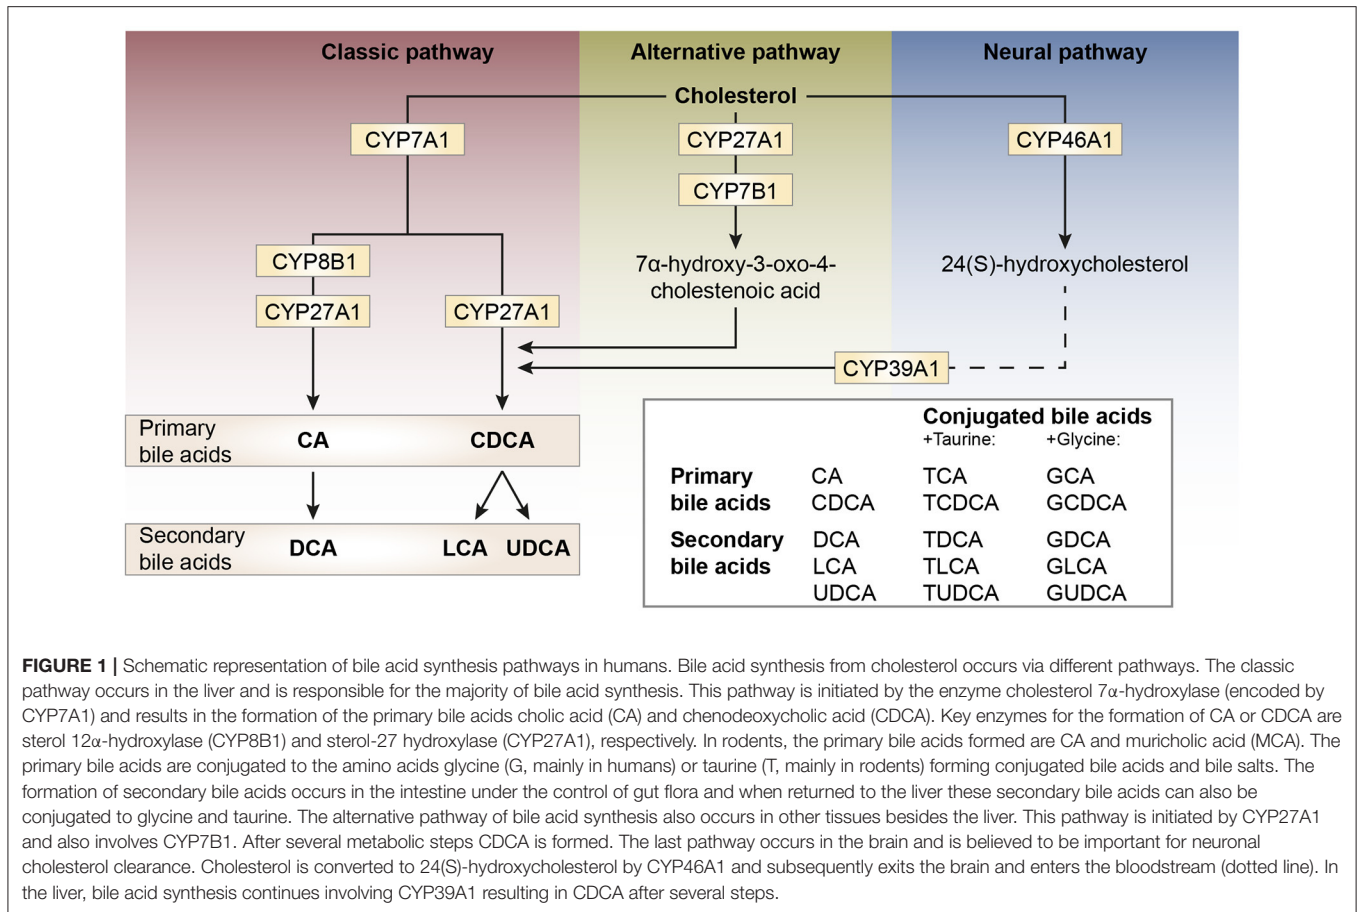 Classic pathway
Alternative pathway
Neural pathway
Cholesterol
CYP7A1
CYP27A1
CYP46A1
CYP7B1
CYP8B1
7α-hydroxy-3-oxo-4-
cholestenoic acid
24(S)-hydroxycholesterol
CYP27A1
CYP27A1
CYP39A1
Primary
bile acids
CA
CDCA
Secondary
bile acids
DCA
LCA
UDCA
Conjugated bile acids
+Taurine: +Glycine:
Primary CA TCA GCA
bile acids CDCA TCDCA GCDCA
Secondary DCA TDCA GDCA
bile acids LCA TLCA GLCA
UDCA TUDCA GUDCA
FIGURE 1 | Schematic representation of bile acid synthesis pathways in humans. Bile acid synthesis from cholesterol occurs via different pathways. The classic
pathway occurs in the liver and is responsible for the majority of bile acid synthesis. This pathway is initiated by the enzyme cholesterol 7α-hydroxylase (encoded by
CYP7A1) and results in the formation of the primary bile acids cholic acid (CA) and chenodeoxycholic acid (CDCA). Key enzymes for the formation of CA or CDCA are
sterol 12α-hydroxylase (CYP8B1) and sterol-27 hydroxylase (CYP27A1), respectively. In rodents, the primary bile acids formed are CA and muricholic acid (MCA). The
primary bile acids are conjugated to the amino acids glycine (G, mainly in humans) or taurine (T, mainly in rodents) forming conjugated bile acids and bile salts. The
formation of secondary bile acids occurs in the intestine under the control of gut flora and when returned to the liver these secondary bile acids can also be
conjugated to glycine and taurine. The alternative pathway of bile acid synthesis also occurs in other tissues besides the liver. This pathway is initiated by CYP27A1
and also involves CYP7B1. After several metabolic steps CDCA is formed. The last pathway occurs in the brain and is believed to be important for neuronal
cholesterol clearance. Cholesterol is converted to 24(S)-hydroxycholesterol by CYP46A1 and subsequently exits the brain and enters the bloodstream (dotted line). In
the liver, bile acid synthesis continues involving CYP39A1 resulting in CDCA after several steps.